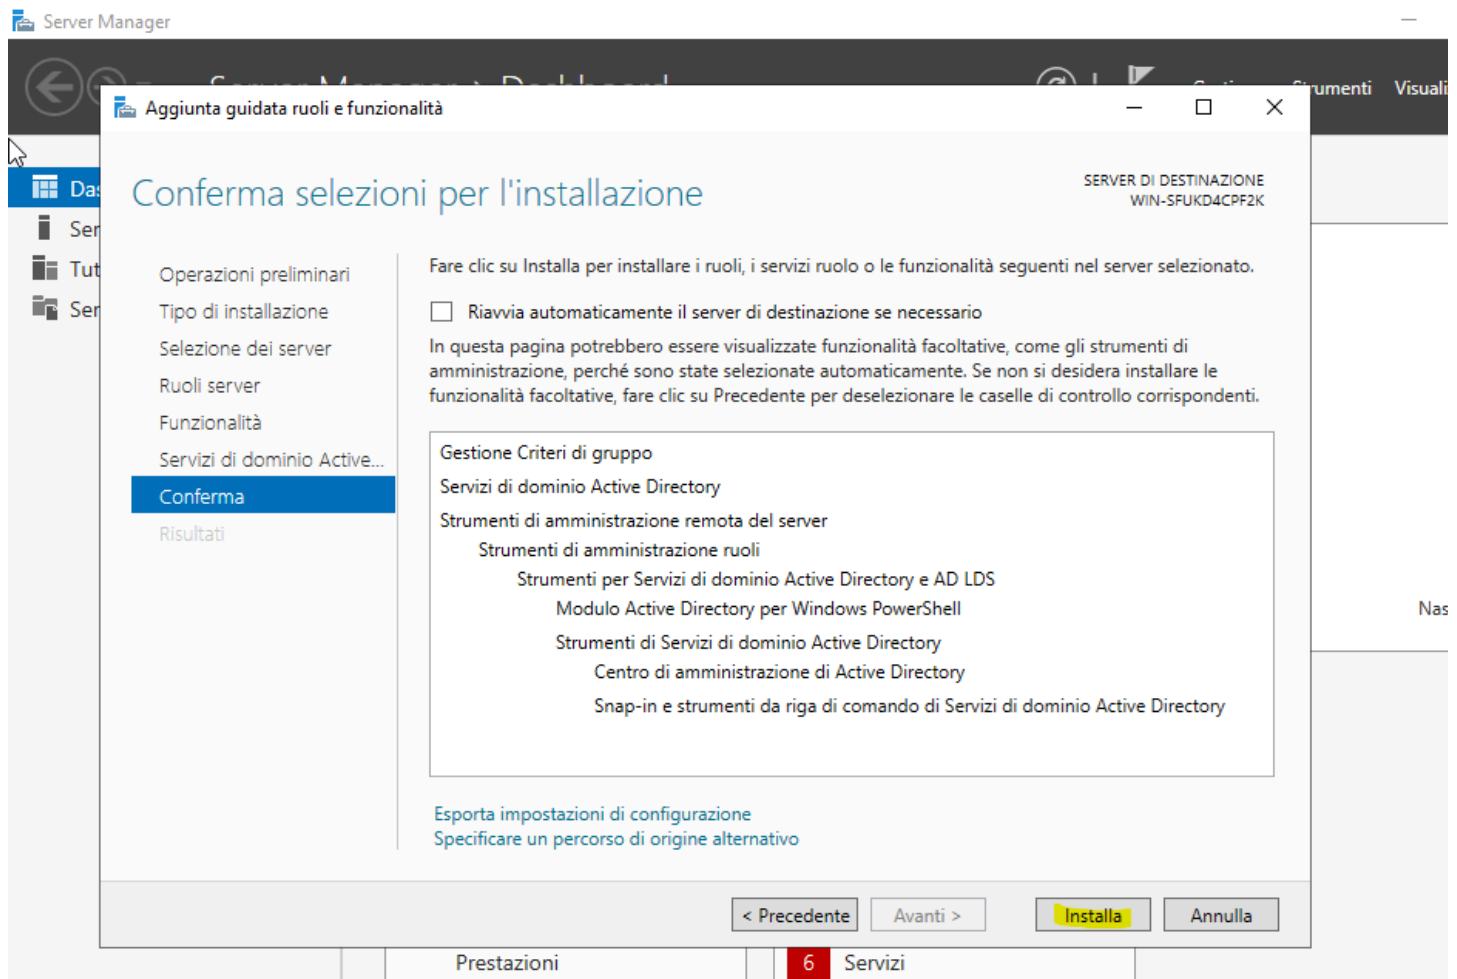 Server Manager
Strumenti
Visuali
Aggiunta guidata ruoli e funzionalità
Conferma selezioni per l'installazione
SERVER DI DESTINAZIONE
WIN-SFUKD4CPF2K
Das
Ser
Tut
Ser
Operazioni preliminari
Tipo di installazione
Selezione dei server
Ruoli server
Funzionalità
Servizi di dominio Active...
Conferma
Risultati
Fare clic su Installa per installare i ruoli, i servizi ruolo o le funzionalità seguenti nel server selezionato.
Riavvia automaticamente il server di destinazione se necessario
In questa pagina potrebbero essere visualizzate funzionalità facoltative, come gli strumenti di
amministrazione, perché sono state selezionate automaticamente. Se non si desidera installare le
funzionalità facoltative, fare clic su Precedente per deselezionare le caselle di controllo corrispondenti.
Gestione Criteri di gruppo
Servizi di dominio Active Directory
Strumenti di amministrazione remota del server
Strumenti di amministrazione ruoli
Strumenti per Servizi di dominio Active Directory e AD LDS
Modulo Active Directory per Windows PowerShell
Strumenti di Servizi di dominio Active Directory
Centro di amministrazione di Active Directory
Snap-in e strumenti da riga di comando di Servizi di dominio Active Directory
Nas
Esporta impostazioni di configurazione
Specificare un percorso di origine alternativo
< Precedente
Avanti >
Installa
Annulla
Prestazioni
6 Servizi